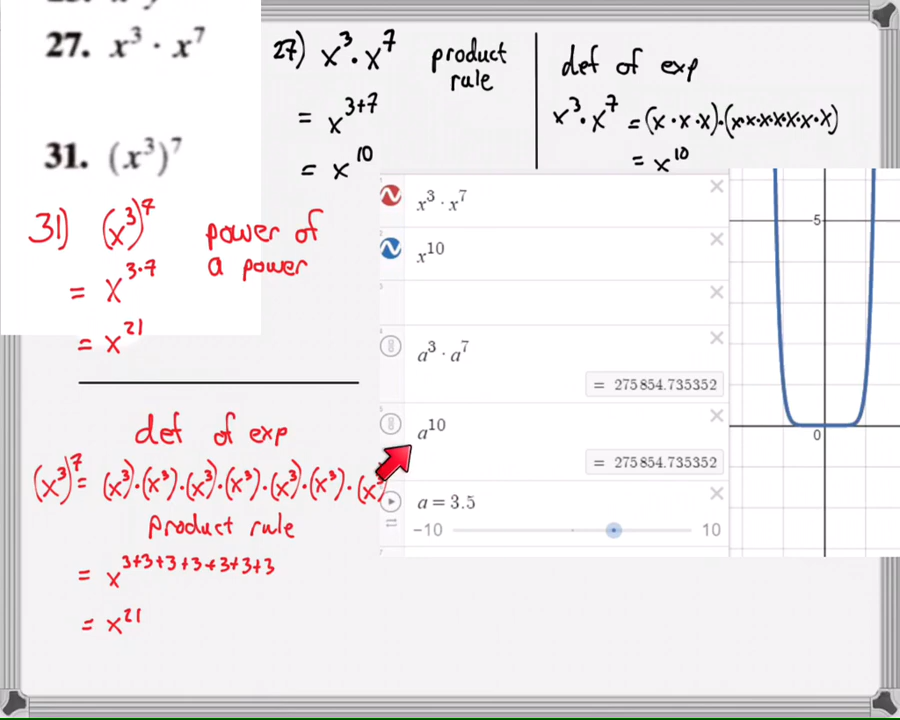 27. x³ · x⁷
31. (x³)⁷
27) x³ · x⁷ product rule
= x³⁺⁷
= x¹⁰
def of exp
x³ · x⁷ = (x · x · x) · (x·x·x·x·x·x·x)
= x¹⁰
31) (x³)⁷ power of a power
= x³·⁷
= x²¹
def of exp
(x³)⁷ = (x³)·(x³)·(x³)·(x³)·(x³)·(x³)·(x³
product rule
= x³⁺³⁺³⁺³⁺³⁺³⁺³
= x²¹
x³ · x⁷
x¹⁰
a³ · a⁷
= 275854.735352
a¹⁰
= 275854.735352
a = 3.5
-10 10
5
0